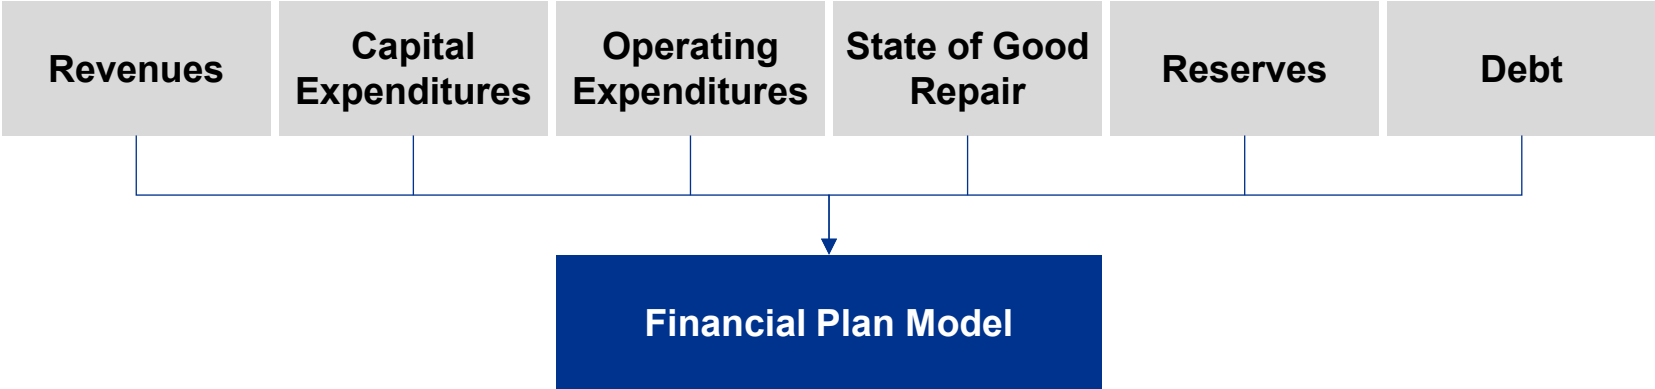 Revenues
Capital
Expenditures
Operating
Expenditures
State of Good
Repair
Reserves
Debt
Financial Plan Model